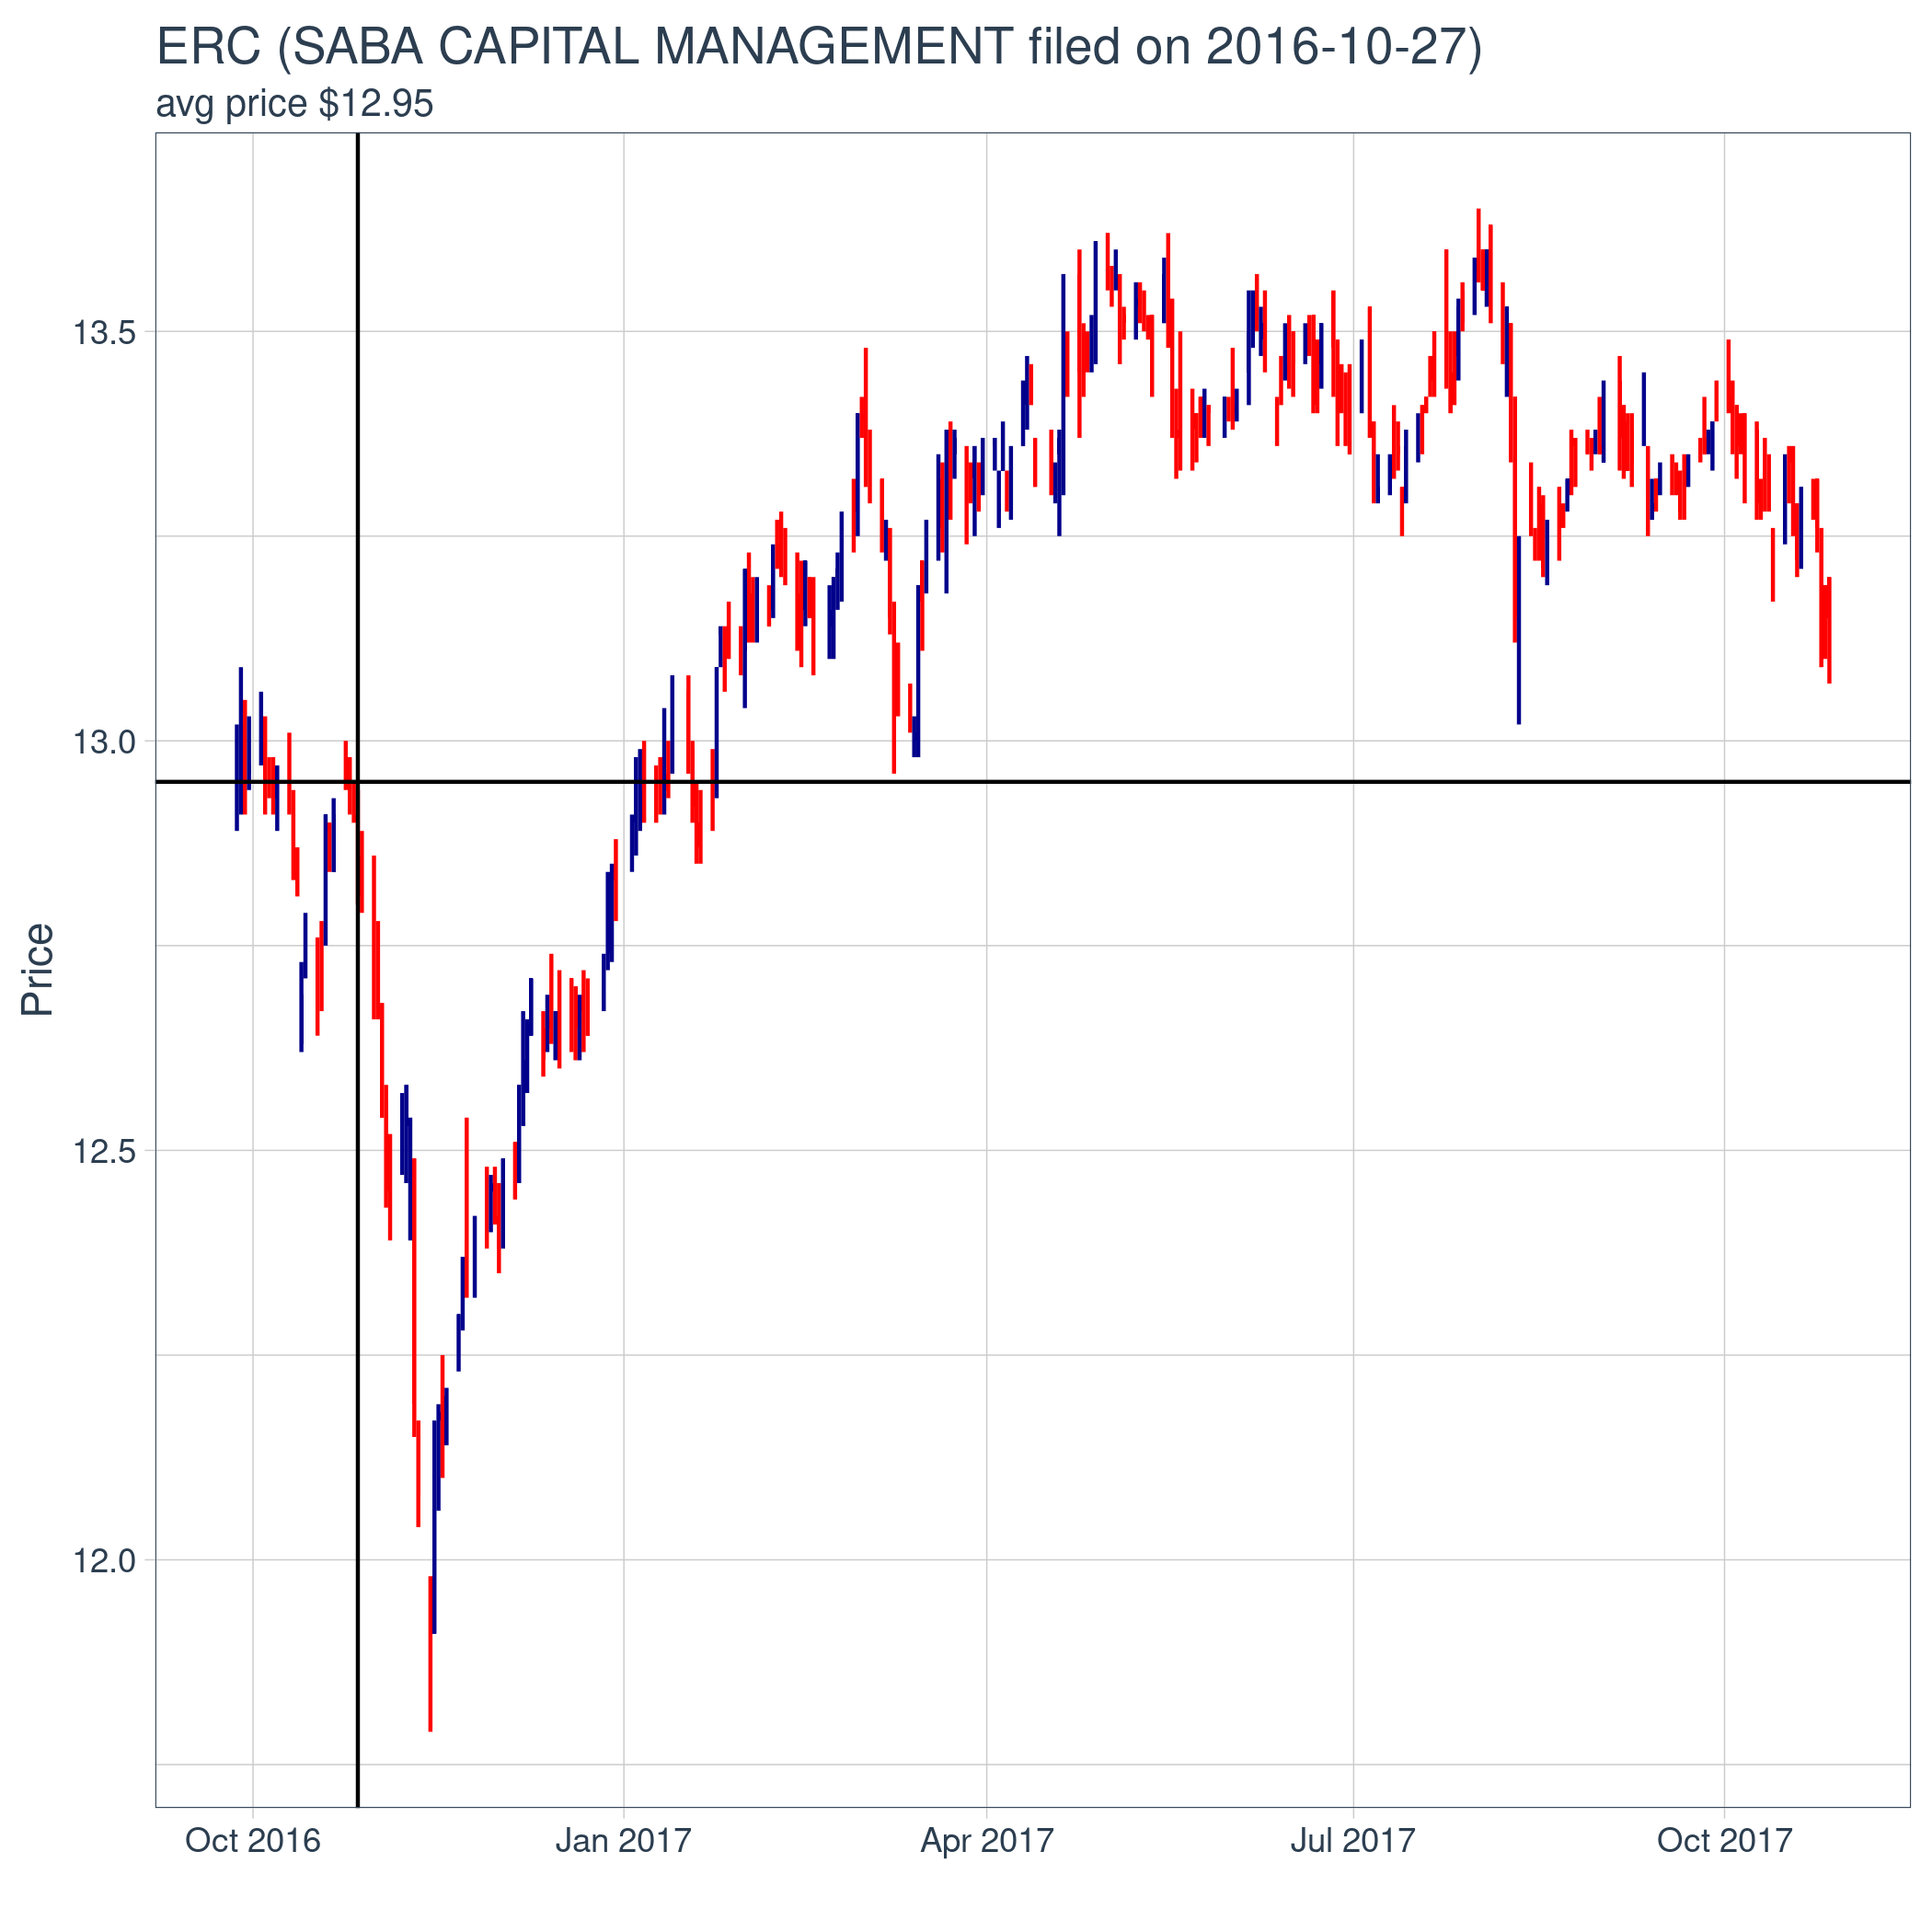 ERC (SABA CAPITAL MANAGEMENT filed on 2016-10-27)
avg price $12.95
13.5
13.0
Price
12.5
12.0
Oct 2016 Jan 2017 Apr 2017 Jul 2017 Oct 2017